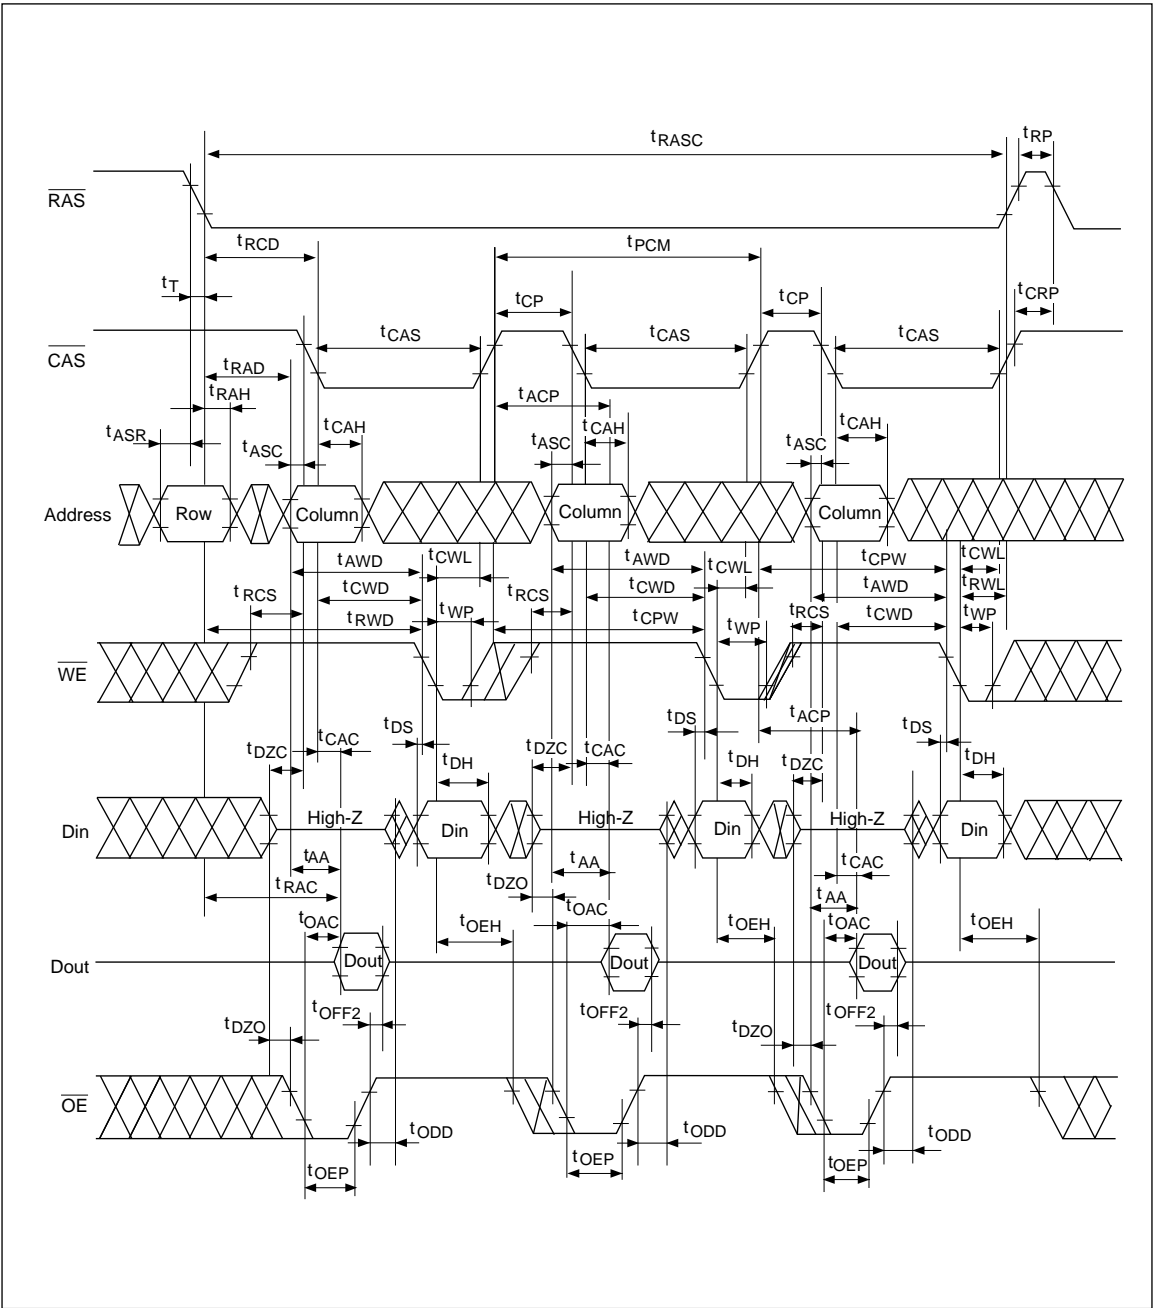 tRASC
tRP
RAS
tRCD
tPCM
tT
tCP
tCP
tCRP
CAS
tCAS
tCAS
tCAS
tRAD
tRAH
tACP
tASR
tASC
tCAH
tASC
tCAH
tASC
tCAH
Address
Row
Column
Column
Column
tAWD
tCWL
tAWD
tCWL
tCPW
tCWL
tRCS
tCWD
tRCS
tCWD
tAWD
tRWL
tRWD
tWP
tCPW
tWP
tRCS
tCWD
tWP
WE
tDZC
tCAC
tDS
tDH
tDZC
tCAC
tDS
tDH
tACP
tDZC
tDS
tDH
Din
High-Z
Din
High-Z
Din
High-Z
Din
tAA
tAA
tCAC
tRAC
tDZO
tAA
tOAC
tOEH
tOAC
tOEH
tOAC
tOEH
Dout
Dout
Dout
Dout
tDZO
tOFF2
tOFF2
tDZO
tOFF2
OE
tODD
tODD
tODD
tOEP
tOEP
tOEP